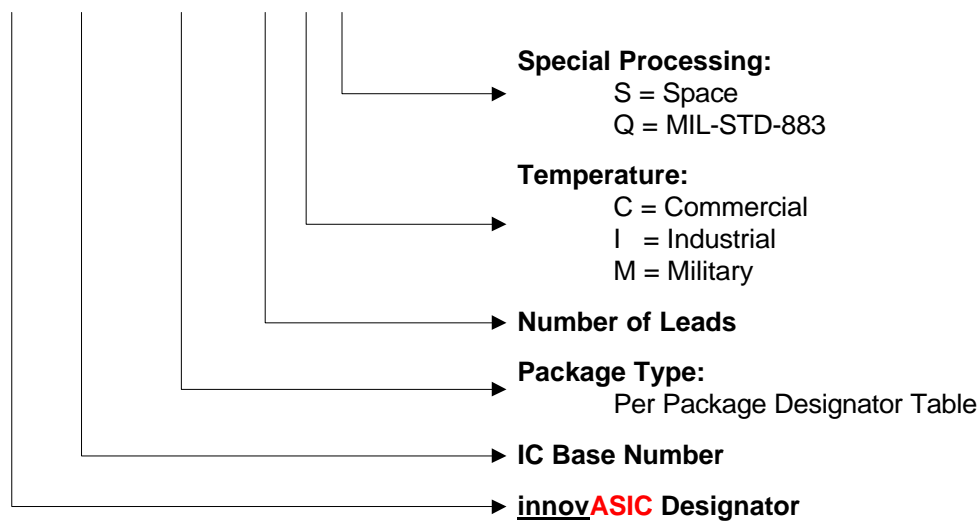 Special Processing:
S = Space
Q = MIL-STD-883
Temperature:
C = Commercial
I = Industrial
M = Military
Number of Leads
Package Type:
Per Package Designator Table
IC Base Number
innovASIC Designator